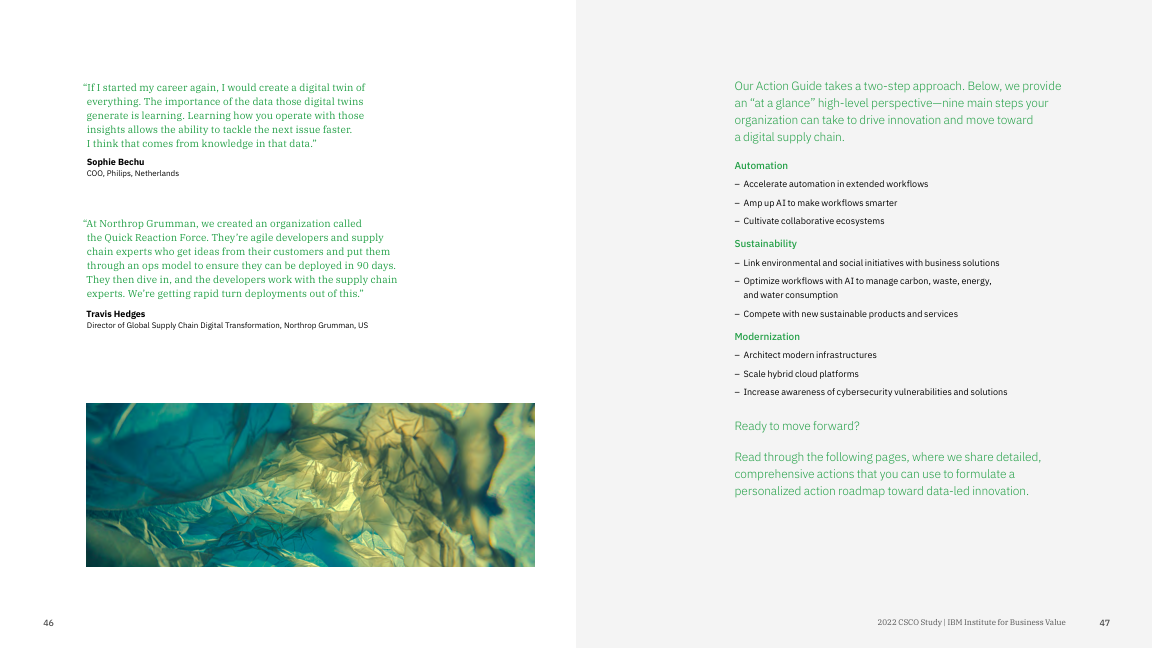 “If I started my career again, I would create a digital twin of
everything. The importance of the data those digital twins
generate is learning. Learning how you operate with those
insights allows the ability to tackle the next issue faster.
I think that comes from knowledge in that data.”
Sophie Bechu
COO, Philips, Netherlands
“At Northrop Grumman, we created an organization called
the Quick Reaction Force. They’re agile developers and supply
chain experts who get ideas from their customers and put them
through an ops model to ensure they can be deployed in 90 days.
They then dive in, and the developers work with the supply chain
experts. We’re getting rapid turn deployments out of this.”
Travis Hedges
Director of Global Supply Chain Digital Transformation, Northrop Grumman, US
46
Our Action Guide takes a two-step approach. Below, we provide
an “at a glance” high-level perspective—nine main steps your
organization can take to drive innovation and move toward
a digital supply chain.
Automation
– Accelerate automation in extended workflows
– Amp up AI to make workflows smarter
– Cultivate collaborative ecosystems
Sustainability
– Link environmental and social initiatives with business solutions
– Optimize workflows with AI to manage carbon, waste, energy,
and water consumption
– Compete with new sustainable products and services
Modernization
– Architect modern infrastructures
– Scale hybrid cloud platforms
– Increase awareness of cybersecurity vulnerabilities and solutions
Ready to move forward?
Read through the following pages, where we share detailed,
comprehensive actions that you can use to formulate a
personalized action roadmap toward data-led innovation.
2022 CSCO Study | IBM Institute for Business Value
47